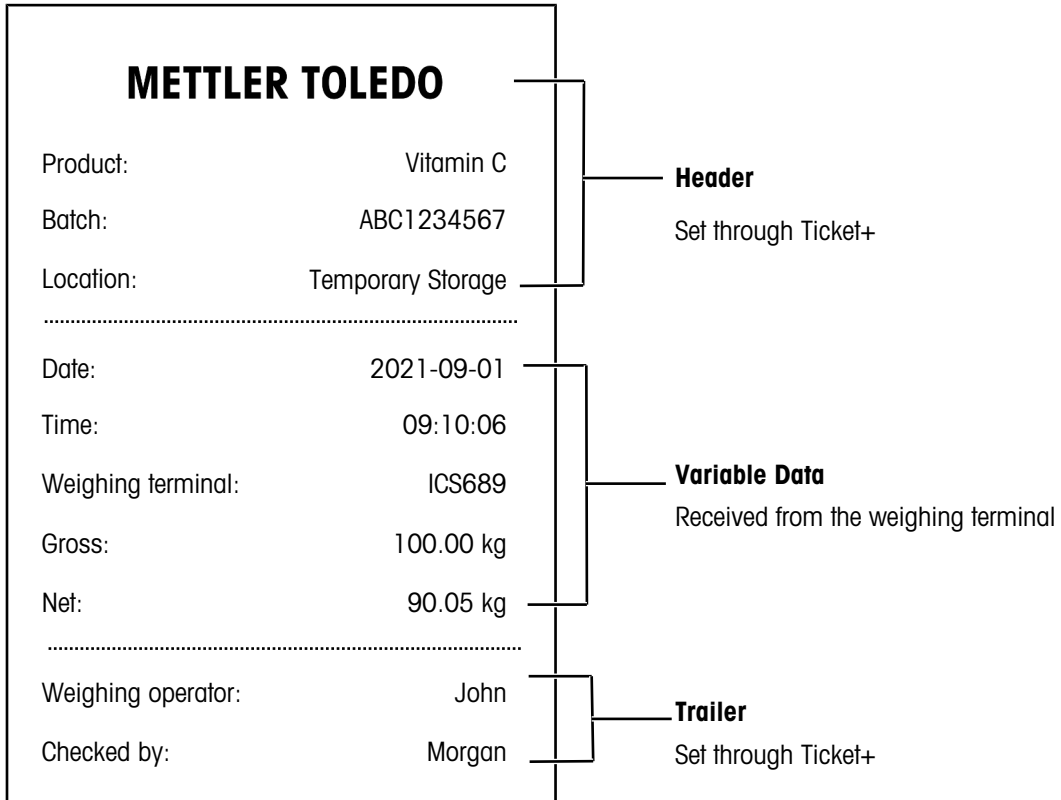 METTLER TOLEDO
Product: Vitamin C
Header
Batch: ABC1234567
Set through Ticket+
Location: Temporary Storage
Date: 2021-09-01
Time: 09:10:06
Weighing terminal: ICS689
Variable Data
Received from the weighing terminal
Gross: 100.00 kg
Net: 90.05 kg
Weighing operator: John
Trailer
Checked by: Morgan
Set through Ticket+